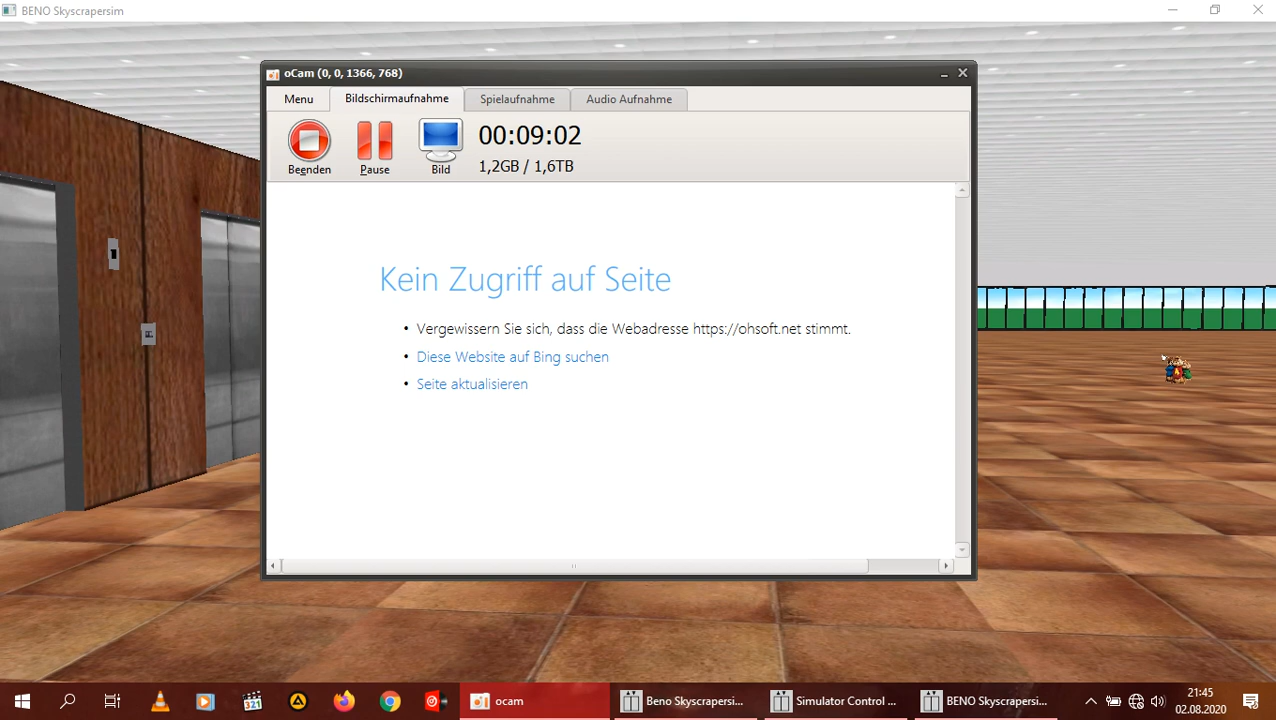 BENO Skyscrapersim
oCam (0, 0, 1366, 768)
Menu Bildschirmaufnahme Spielaufnahme Audio Aufnahme
00:09:02
1,2GB / 1,6TB
Beenden Pause Bild
Kein Zugriff auf Seite
• Vergewissern Sie sich, dass die Webadresse https://ohsoft.net stimmt.
• Diese Website auf Bing suchen
• Seite aktualisieren
321
ocam Beno Skyscrapersi... Simulator Control ... BENO Skyscrapersi...
21:45
02.08.2020